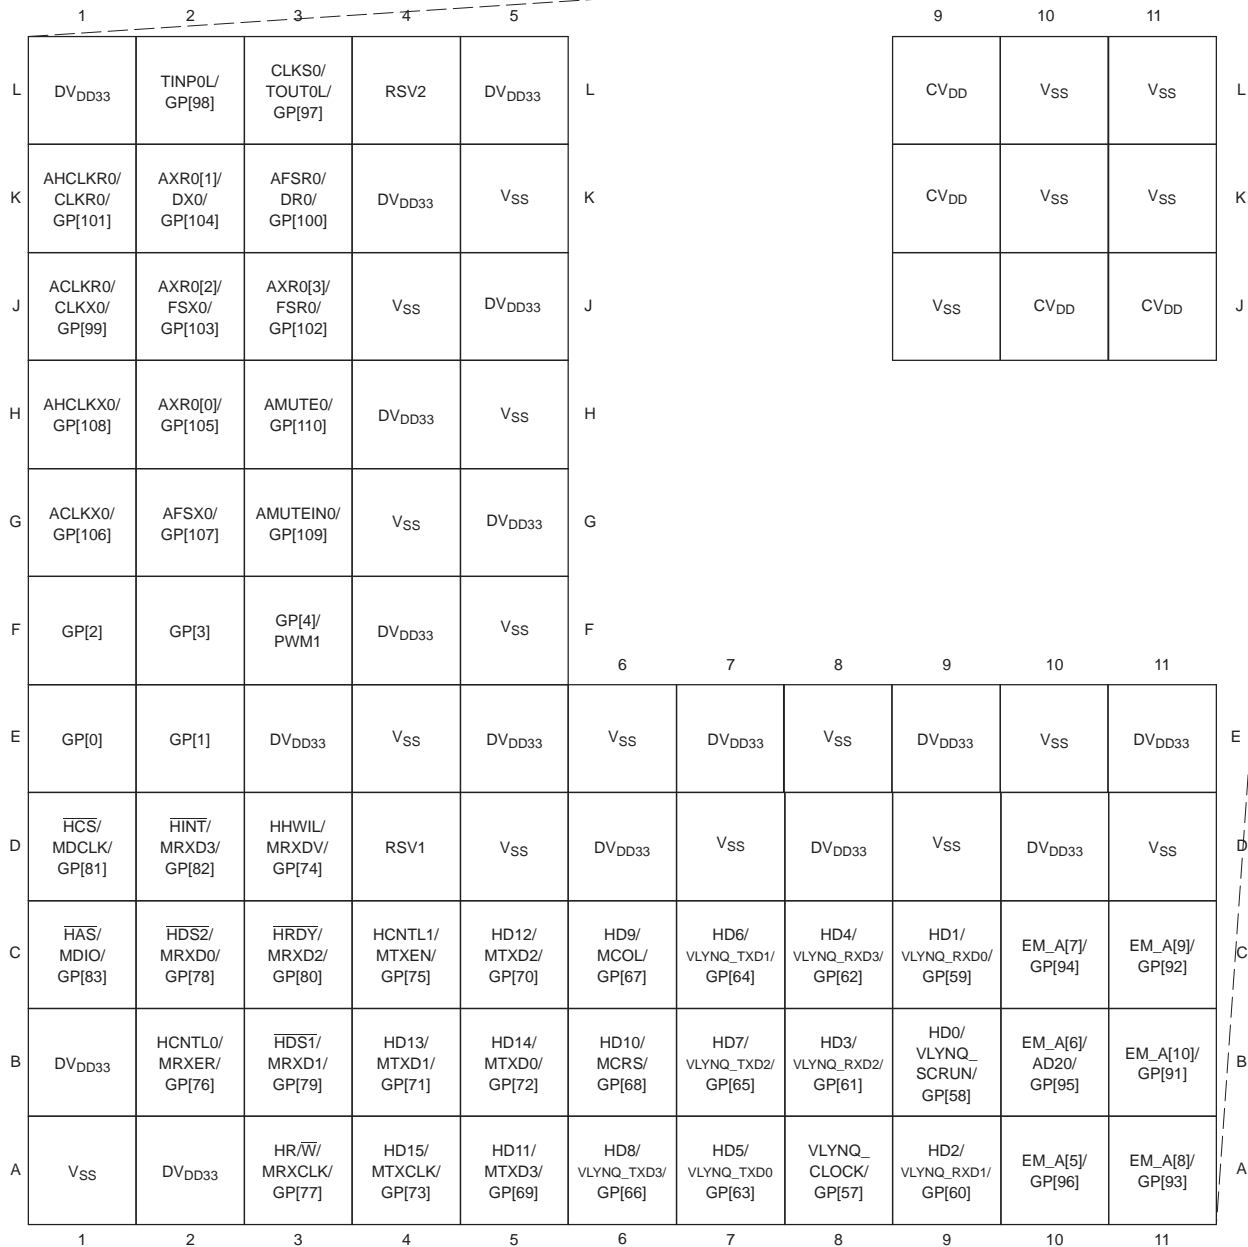 1 2 3 4 5 9 10 11
L DVDD33 TINP0L/ GP[98] CLKS0/ TOUT0L/ GP[97] RSV2 DVDD33 L CVDD VSS VSS L
K AHCLKR0/ CLKR0/ GP[101] AXR0[1]/ DX0/ GP[104] AFSR0/ DR0/ GP[100] DVDD33 VSS K CVDD VSS VSS K
J ACLKR0/ CLKX0/ GP[99] AXR0[2]/ FSX0/ GP[103] AXR0[3]/ FSR0/ GP[102] VSS DVDD33 J VSS CVDD CVDD J
H AHCLKX0/ GP[108] AXR0[0]/ GP[105] AMUTE0/ GP[110] DVDD33 VSS H
G ACLKX0/ GP[106] AFSX0/ GP[107] AMUTEIN0/ GP[109] VSS DVDD33 G
F GP[2] GP[3] GP[4]/ PWM1 DVDD33 VSS F
6 7 8 9 10 11
E GP[0] GP[1] DVDD33 VSS DVDD33 VSS DVDD33 VSS DVDD33 VSS DVDD33 E
D HCS/ MDCLK/ GP[81] HINT/ MRXD3/ GP[82] HHWIL/ MRXDV/ GP[74] RSV1 VSS DVDD33 VSS DVDD33 VSS DVDD33 VSS D
C HAS/ MDIO/ GP[83] HDS2/ MRXD0/ GP[78] HRDY/ MRXD2/ GP[80] HCNTL1/ MTXEN/ GP[75] HD12/ MTXD2/ GP[70] HD9/ MCOL/ GP[67] HD6/ VLYNQ_TXD1/ GP[64] HD4/ VLYNQ_RXD3/ GP[62] HD1/ VLYNQ_RXD0/ GP[59] EM_A[7]/ GP[94] EM_A[9]/ GP[92] C
B DVDD33 HCNTL0/ MRXER/ GP[76] HDS1/ MRXD1/ GP[79] HD13/ MTXD1/ GP[71] HD14/ MTXD0/ GP[72] HD10/ MCRS/ GP[68] HD7/ VLYNQ_TXD2/ GP[65] HD3/ VLYNQ_RXD2/ GP[61] HD0/ VLYNQ_ SCRUN/ GP[58] EM_A[6]/ AD20/ GP[95] EM_A[10]/ GP[91] B
A VSS DVDD33 HR/W/ MRXCLK/ GP[77] HD15/ MTXCLK/ GP[73] HD11/ MTXD3/ GP[69] HD8/ VLYNQ_TXD3/ GP[66] HD5/ VLYNQ_TXD0 GP[63] VLYNQ_ CLOCK/ GP[57] HD2/ VLYNQ_RXD1/ GP[60] EM_A[5]/ GP[96] EM_A[8]/ GP[93] A
1 2 3 4 5 6 7 8 9 10 11